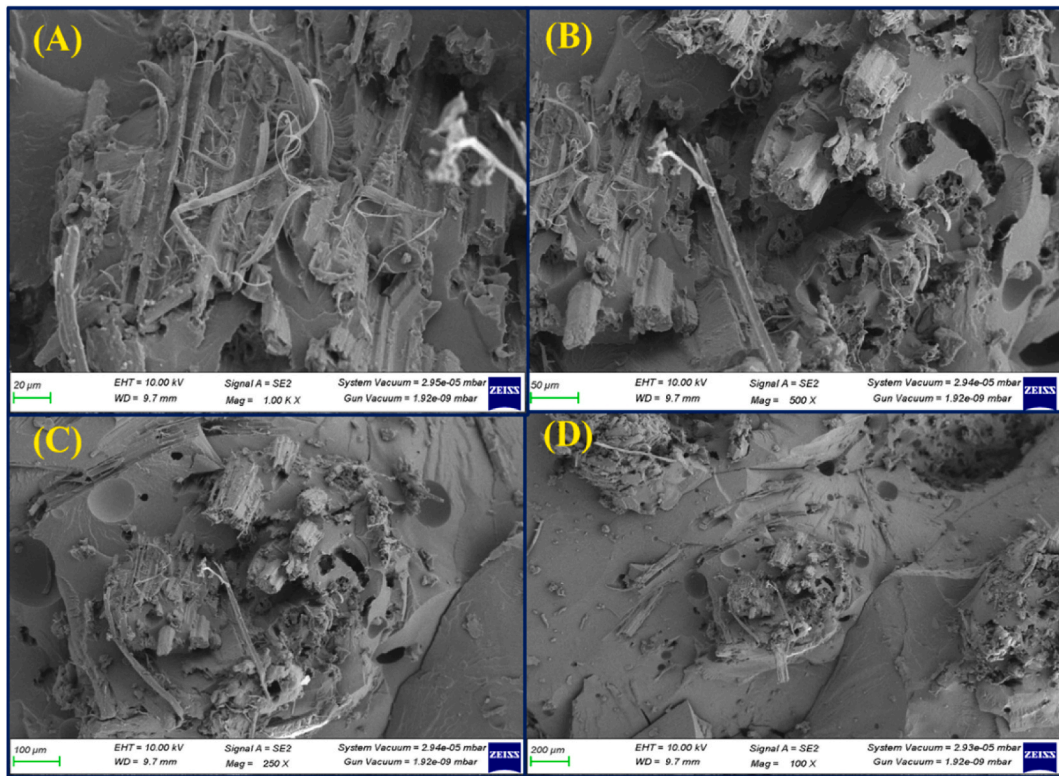 (A)
(B)
20 µm
EHT = 10.00 kV Signal A = SE2 System Vacuum = 2.95e-05 mbar
WD = 9.7 mm Mag = 1.00 K X Gun Vacuum = 1.92e-09 mbar
ZEISS
50 µm
EHT = 10.00 kV Signal A = SE2 System Vacuum = 2.94e-05 mbar
WD = 9.7 mm Mag = 500 X Gun Vacuum = 1.92e-09 mbar
ZEISS
(C)
(D)
100 µm
EHT = 10.00 kV Signal A = SE2 System Vacuum = 2.94e-05 mbar
WD = 9.7 mm Mag = 250 X Gun Vacuum = 1.92e-09 mbar
ZEISS
200 µm
EHT = 10.00 kV Signal A = SE2 System Vacuum = 2.93e-05 mbar
WD = 9.7 mm Mag = 100 X Gun Vacuum = 1.92e-09 mbar
ZEISS